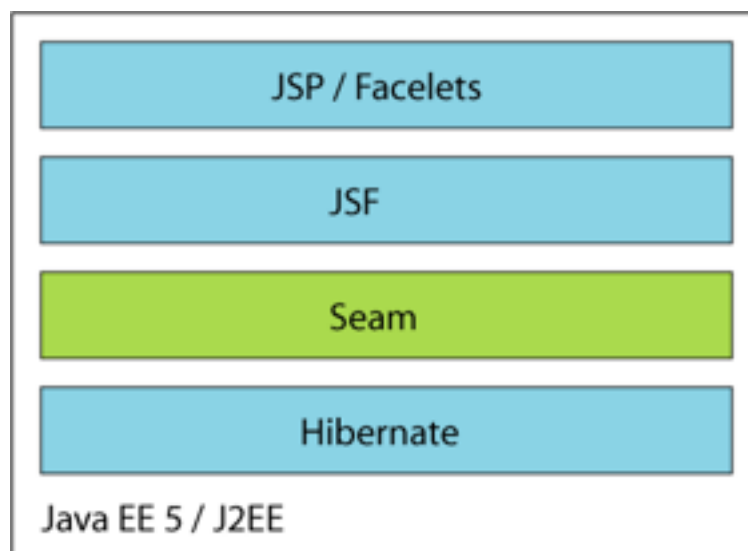 JSP / Facelets
JSF
Seam
Hibernate
Java EE 5 / J2EE